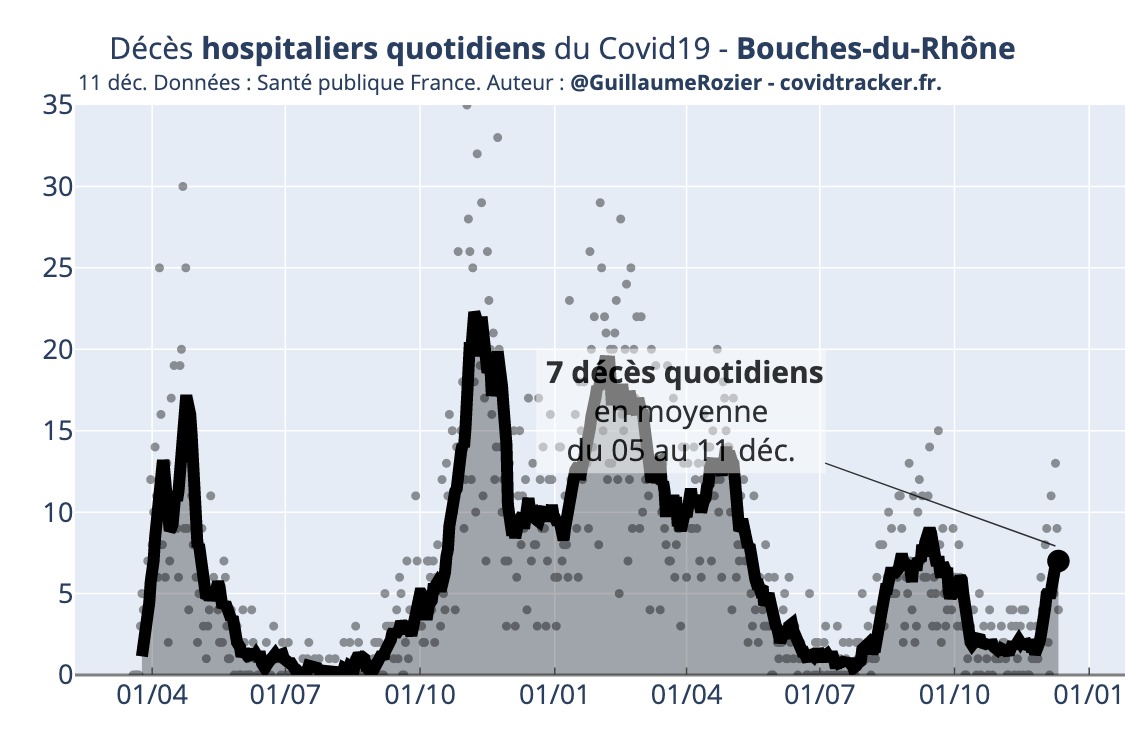 Décès hospitaliers quotidiens du Covid19 - Bouches-du-Rhône
11 déc. Données : Santé publique France. Auteur : @GuillaumeRozier - covidtracker.fr.
35
30
25
20
15
10
5
0
7 décès quotidiens
en moyenne
du 05 au 11 déc.
01/04 01/07 01/10 01/01 01/04 01/07 01/10 01/01